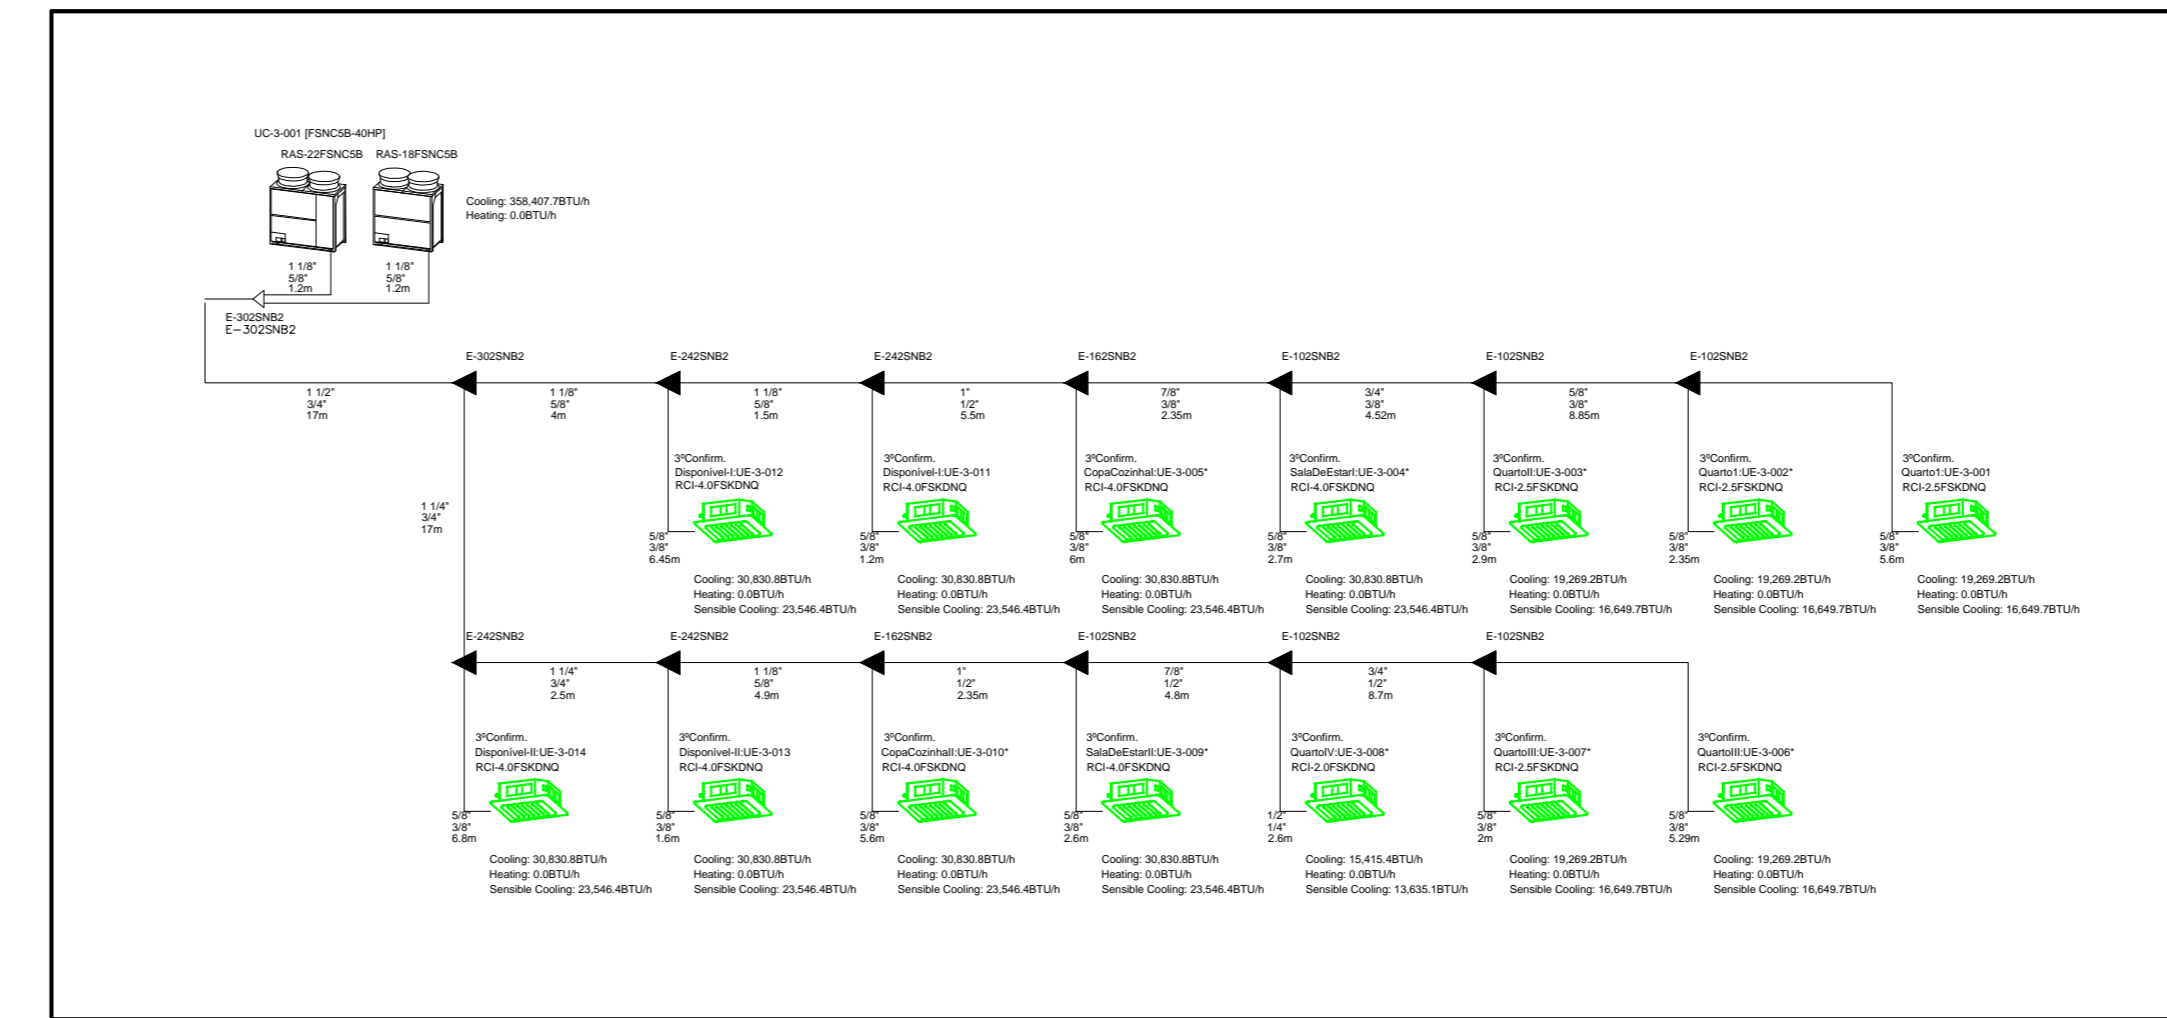 UC-3-001 [FSNC5B-40HP]
RAS-22FSNC5B RAS-18FSNC5B
Cooling: 358,407.7BTU/h
Heating: 0.0BTU/h
1 1/8" 1 1/8"
5/8" 5/8"
1.2m 1.2m
E-302SNB2
E-302SNB2
E-302SNB2 E-242SNB2 E-242SNB2 E-162SNB2 E-102SNB2 E-102SNB2 E-102SNB2
1 1/2" 1 1/8" 1 1/8" 1" 7/8" 3/4" 5/8"
3/4" 5/8" 5/8" 1/2" 3/8" 3/8" 3/8"
17m 4m 1.5m 5.5m 2.35m 4.52m 8.85m
3ºConfirm. 3ºConfirm. 3ºConfirm. 3ºConfirm. 3ºConfirm. 3ºConfirm. 3ºConfirm.
Disponível-I:UE-3-012 Disponível-I:UE-3-011 CopaCozinhaI:UE-3-005* SalaDeEstarI:UE-3-004* QuartoII:UE-3-003* Quarto1:UE-3-002* Quarto1:UE-3-001
RCI-4.0FSKDNQ RCI-4.0FSKDNQ RCI-4.0FSKDNQ RCI-4.0FSKDNQ RCI-2.5FSKDNQ RCI-2.5FSKDNQ RCI-2.5FSKDNQ
1 1/4"
3/4"
17m
5/8" 5/8" 5/8" 5/8" 5/8" 5/8" 5/8"
3/8" 3/8" 3/8" 3/8" 3/8" 3/8" 3/8"
6.45m 1.2m 6m 2.7m 2.9m 2.35m 5.6m
Cooling: 30,830.8BTU/h Cooling: 30,830.8BTU/h Cooling: 30,830.8BTU/h Cooling: 30,830.8BTU/h Cooling: 19,269.2BTU/h Cooling: 19,269.2BTU/h Cooling: 19,269.2BTU/h
Heating: 0.0BTU/h Heating: 0.0BTU/h Heating: 0.0BTU/h Heating: 0.0BTU/h Heating: 0.0BTU/h Heating: 0.0BTU/h Heating: 0.0BTU/h
Sensible Cooling: 23,546.4BTU/h Sensible Cooling: 23,546.4BTU/h Sensible Cooling: 23,546.4BTU/h Sensible Cooling: 23,546.4BTU/h Sensible Cooling: 16,649.7BTU/h Sensible Cooling: 16,649.7BTU/h Sensible Cooling: 16,649.7BTU/h
E-242SNB2 E-242SNB2 E-162SNB2 E-102SNB2 E-102SNB2 E-102SNB2
1 1/4" 1 1/8" 1" 7/8" 3/4"
3/4" 5/8" 1/2" 1/2" 1/2"
2.5m 4.9m 2.35m 4.8m 8.7m
3ºConfirm. 3ºConfirm. 3ºConfirm. 3ºConfirm. 3ºConfirm. 3ºConfirm. 3ºConfirm.
Disponível-II:UE-3-014 Disponível-II:UE-3-013 CopaCozinhaII:UE-3-010* SalaDeEstarII:UE-3-009* QuartoIV:UE-3-008* QuartoIII:UE-3-007* QuartoIII:UE-3-006*
RCI-4.0FSKDNQ RCI-4.0FSKDNQ RCI-4.0FSKDNQ RCI-4.0FSKDNQ RCI-2.0FSKDNQ RCI-2.5FSKDNQ RCI-2.5FSKDNQ
5/8" 5/8" 5/8" 5/8" 1/2" 5/8" 5/8"
3/8" 3/8" 3/8" 3/8" 1/4" 3/8" 3/8"
6.8m 1.6m 5.6m 2.6m 2.6m 2m 5.29m
Cooling: 30,830.8BTU/h Cooling: 30,830.8BTU/h Cooling: 30,830.8BTU/h Cooling: 30,830.8BTU/h Cooling: 15,415.4BTU/h Cooling: 19,269.2BTU/h Cooling: 19,269.2BTU/h
Heating: 0.0BTU/h Heating: 0.0BTU/h Heating: 0.0BTU/h Heating: 0.0BTU/h Heating: 0.0BTU/h Heating: 0.0BTU/h Heating: 0.0BTU/h
Sensible Cooling: 23,546.4BTU/h Sensible Cooling: 23,546.4BTU/h Sensible Cooling: 23,546.4BTU/h Sensible Cooling: 23,546.4BTU/h Sensible Cooling: 13,635.1BTU/h Sensible Cooling: 16,649.7BTU/h Sensible Cooling: 16,649.7BTU/h